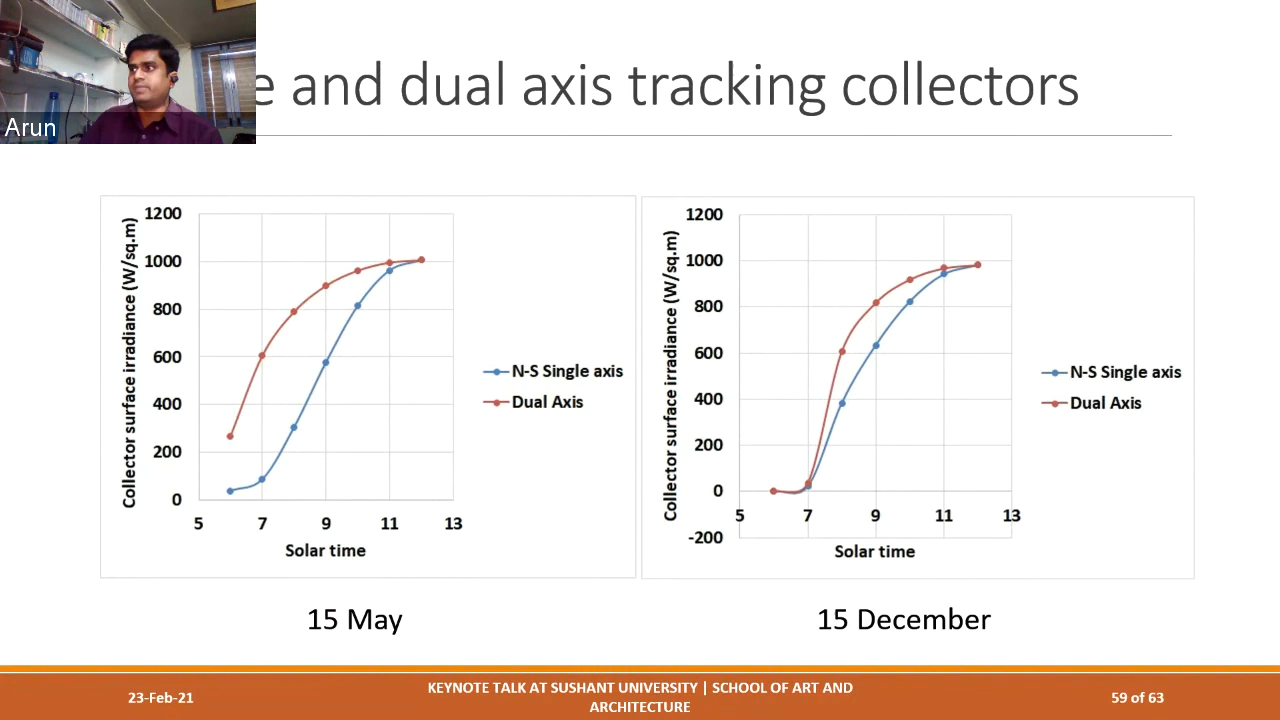 Arun
e and dual axis tracking collectors
Collector surface irradiance (W/sq.m)
1200
1000
800
600
400
200
0
5 7 9 11 13
Solar time
N-S Single axis
Dual Axis
15 May
Collector surface irradiance (W/sq.m)
1200
1000
800
600
400
200
0
-200
5 7 9 11 13
Solar time
N-S Single axis
Dual Axis
15 December
23-Feb-21
KEYNOTE TALK AT SUSHANT UNIVERSITY | SCHOOL OF ART AND
ARCHITECTURE
59 of 63